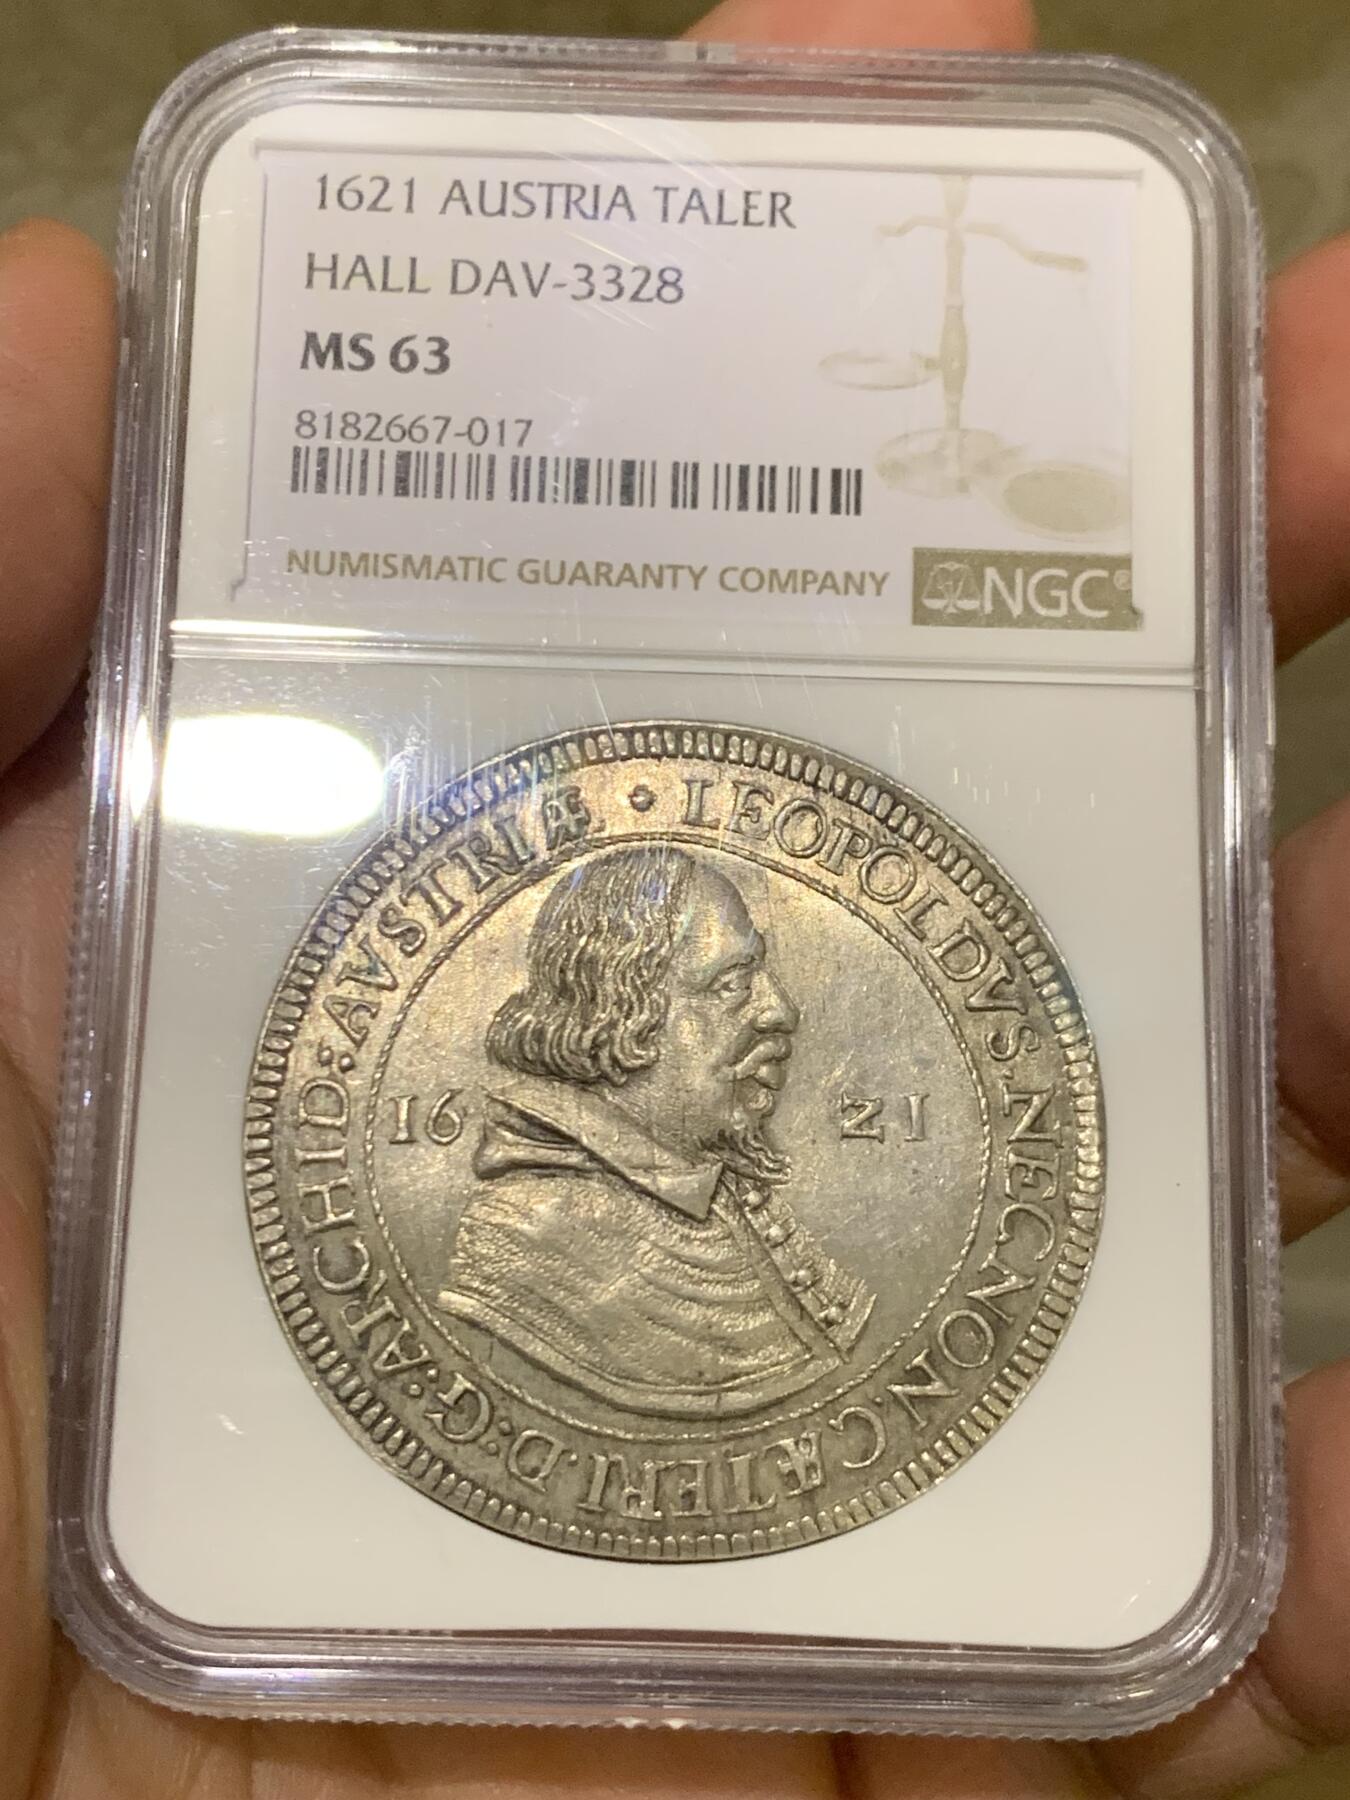 1621 AUSTRIA TALER
HALL DAV-3328
MS 63
8182667-017
NUMISMATIC GUARANTY COMPANY
NGC®
· LEOPOLDVS. NECNON. CÆTERI. D: G: ARCHID: AVSTRIÆ
16 21